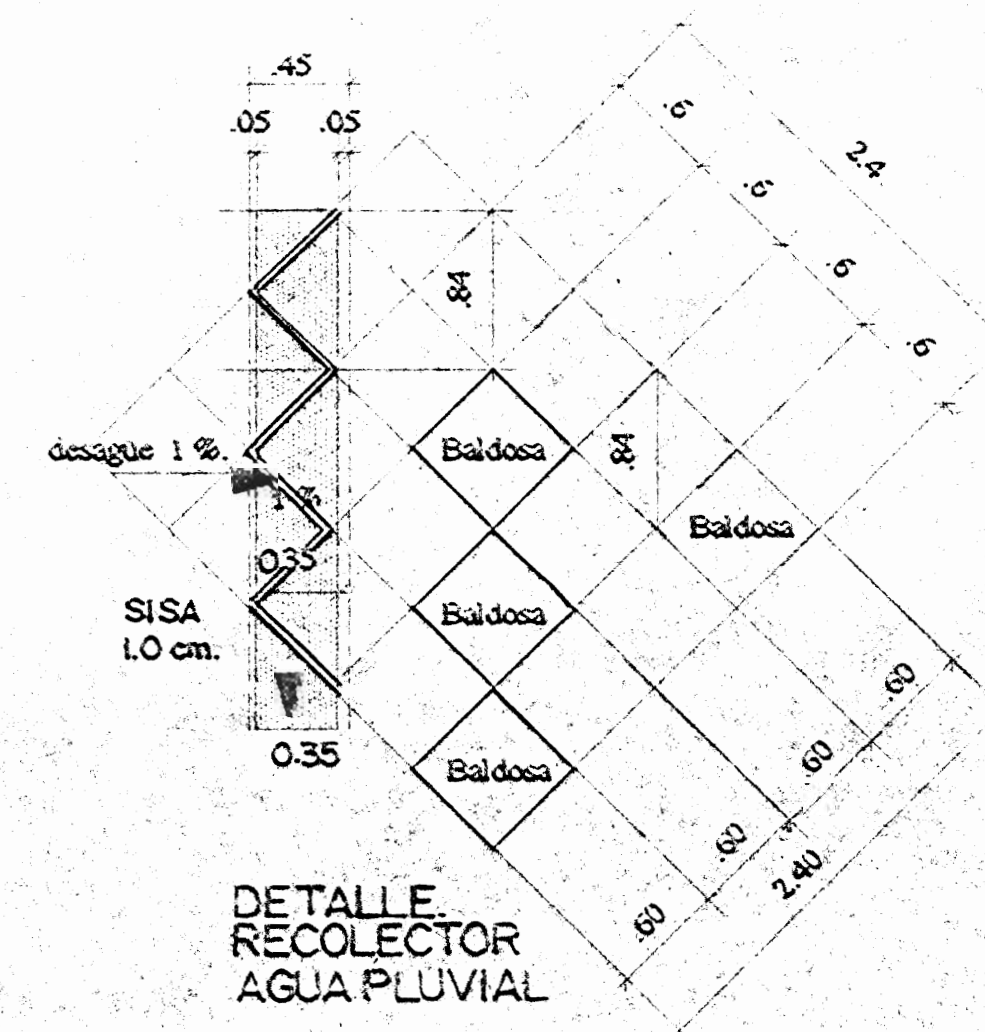 .45
.05 .05
.6
2.4
.6
.84
.6
.6
desague 1 %.
Baldosa
.84
1 %
Baldosa
0.35
SISA
1.0 cm.
Baldosa
.60
0.35
Baldosa
.60
.60
2.40
.60
DETALLE.
RECOLECTOR
AGUA PLUVIAL